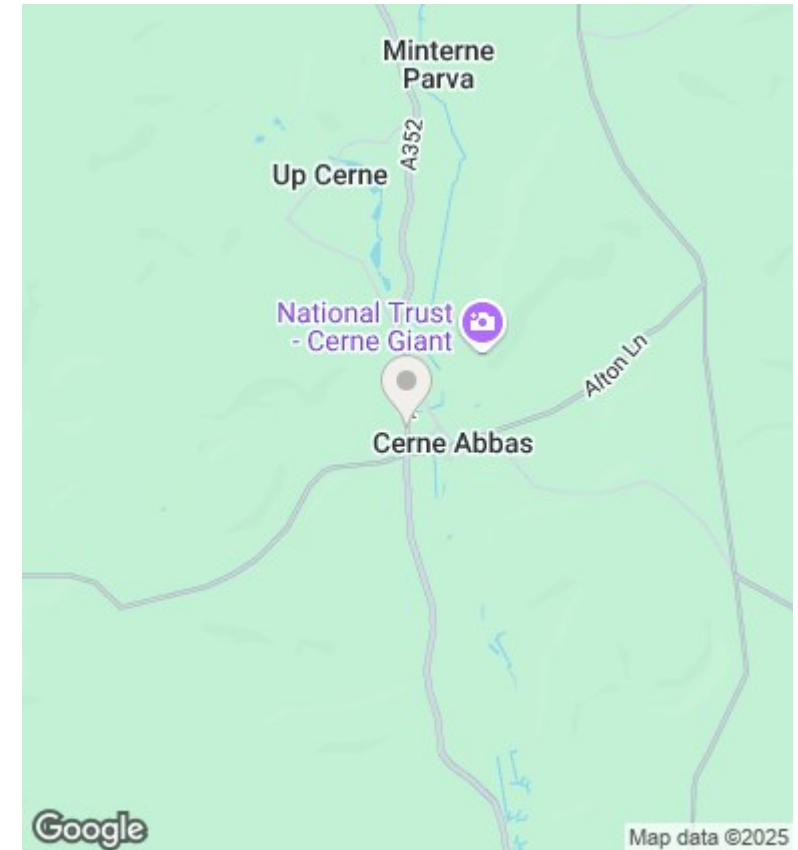 Minterne
Parva
A352
Up Cerne
National Trust
- Cerne Giant
Alton Ln
Cerne Abbas
Google
Map data ©2025